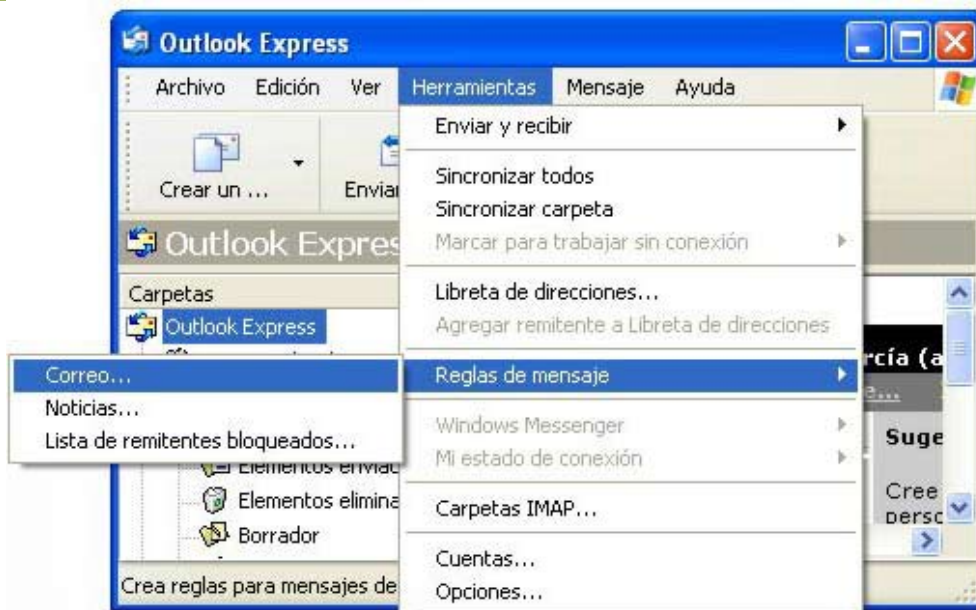 Outlook Express
Archivo Edición Ver Herramientas Mensaje Ayuda
Crear un ...
Enviar y recibir
Sincronizar todos
Sincronizar carpeta
Marcar para trabajar sin conexión
Outlook
Carpetas
Libreta de direcciones...
Outlook Express
Agregar remitente a Libreta de direcciones
Correo...
Reglas de mensaje
Noticias...
Lista de remitentes bloqueados...
Windows Messenger
Mi estado de conexión
Suge
Elementos
Elementos elimina
Carpetas IMAP...
Cree
Borrador
Cuentas...
Crea reglas para mensajes de
Opciones...